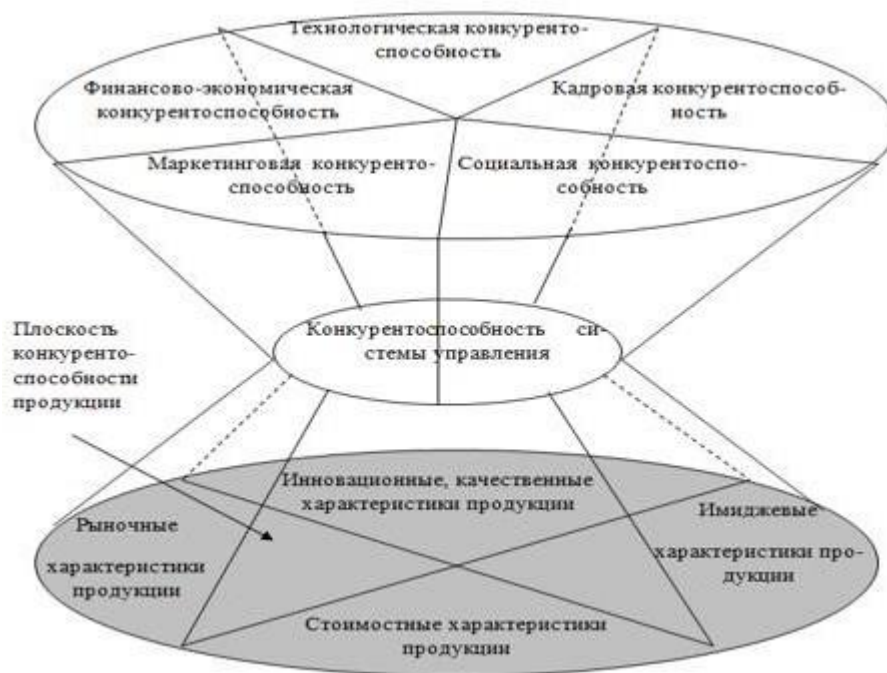 Технологическая конкуренто-
способность
Финансово-экономическая
конкурентоспособность
Кадровая конкурентоспособ-
ность
Маркетинговая конкуренто-
способность
Социальная конкурентоспо-
собность
Плоскость
конкуренто-
способности
продукции
Конкурентоспособность си-
стемы управления
Инновационные, качественные
характеристики продукции
Рыночные
характеристики
продукции
Имиджевые
характеристики про-
дукции
Стоимостные характеристики
продукции